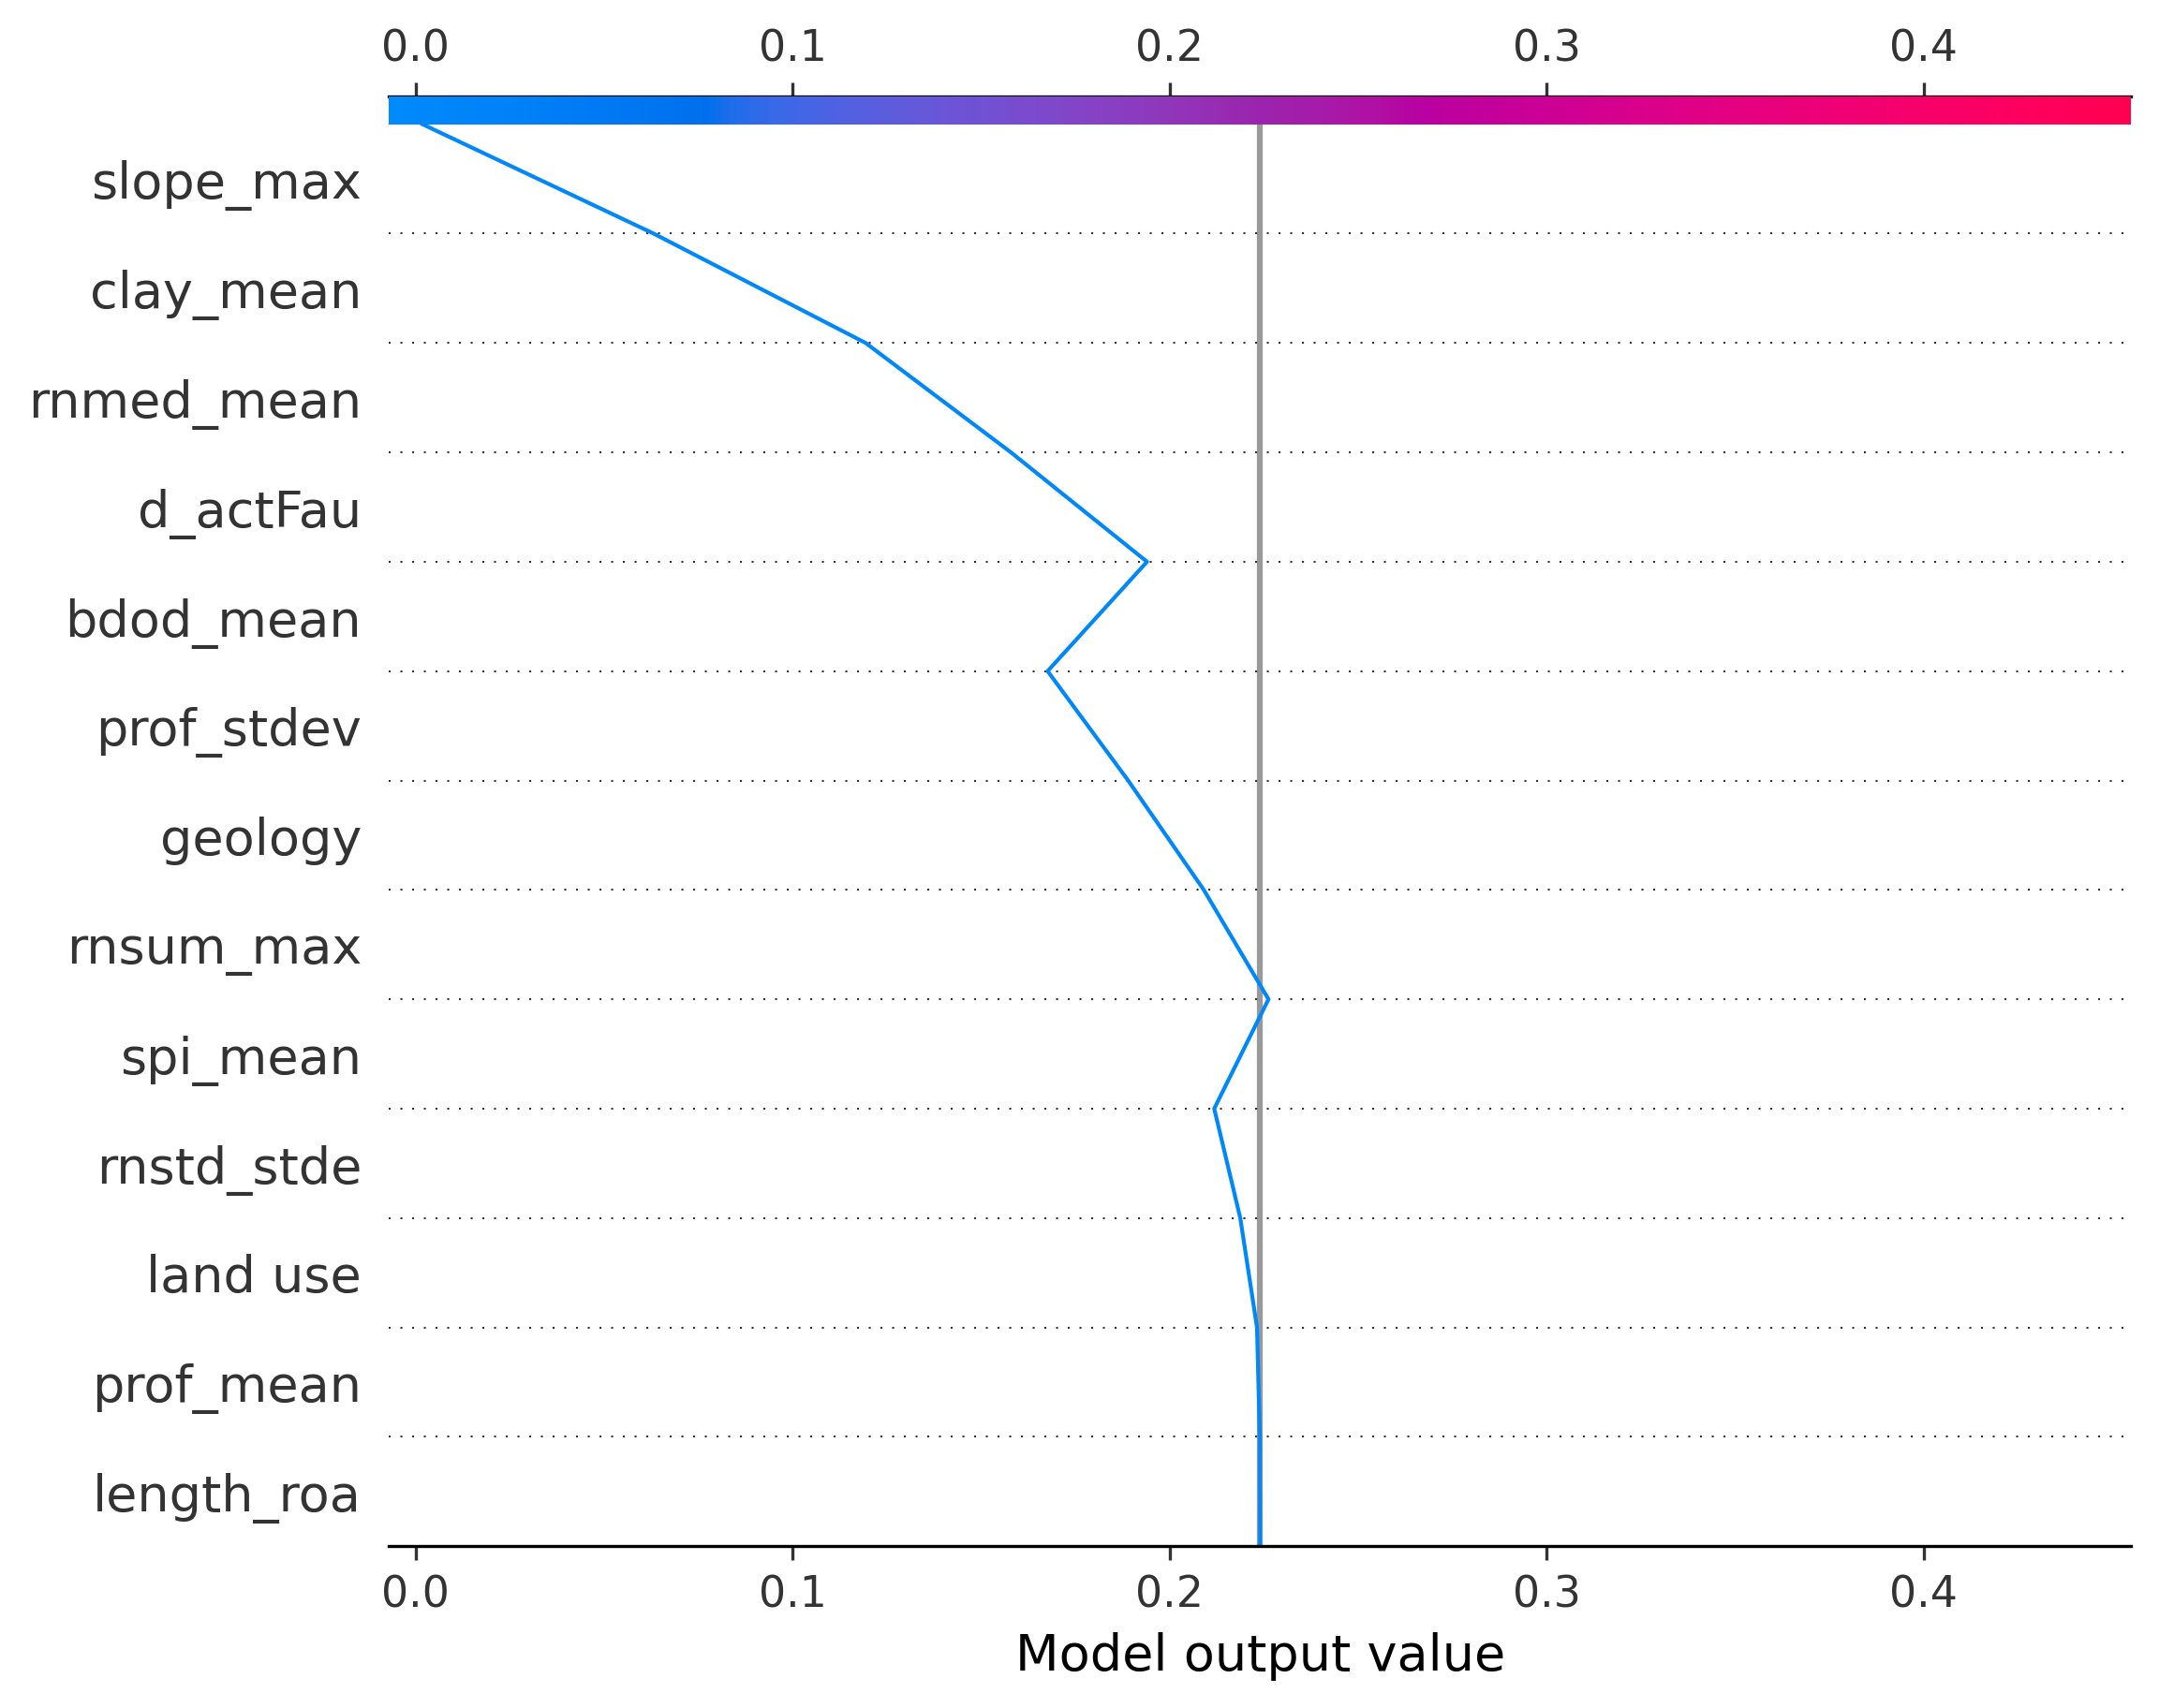 0.0 0.1 0.2 0.3 0.4
slope_max
clay_mean
rnmed_mean
d_actFau
bdod_mean
prof_stdev
geology
rnsum_max
spi_mean
rnstd_stde
land use
prof_mean
length_roa
0.0 0.1 0.2 0.3 0.4
Model output value